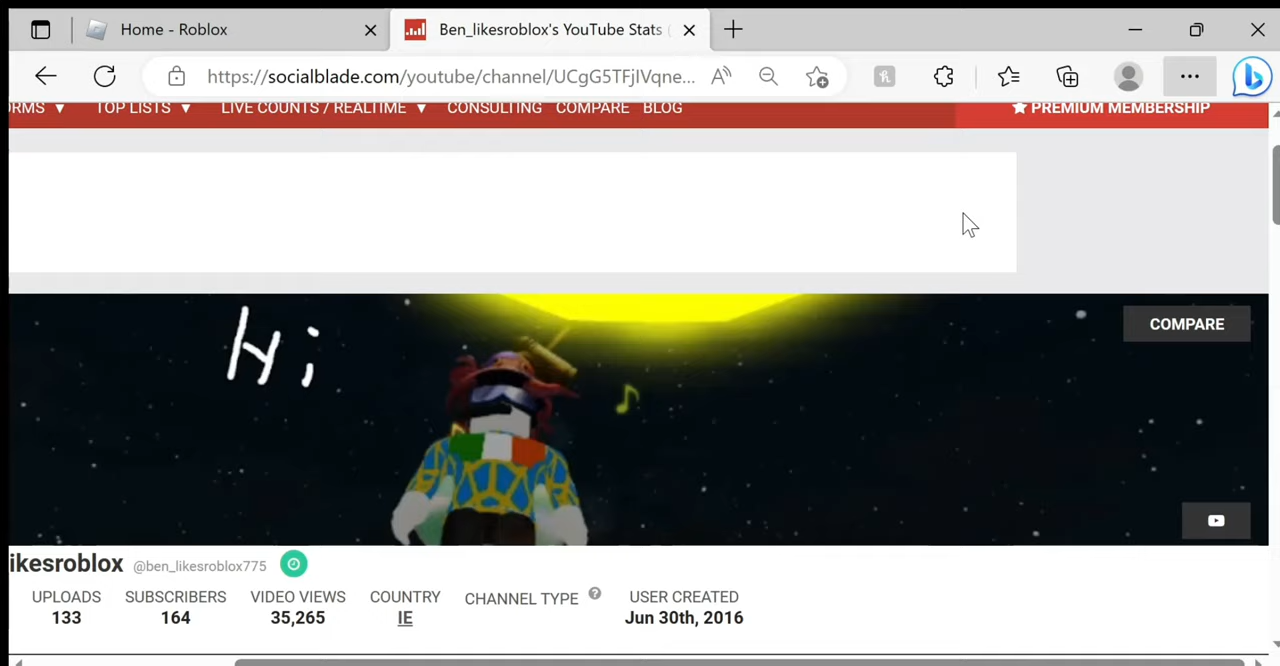 Home - Roblox
Ben_likesroblox's YouTube Stats (
https://socialblade.com/youtube/channel/UCgG5TFjIVqne...
ORMS ▼ TOP LISTS ▼ LIVE COUNTS / REALTIME ▼ CONSULTING COMPARE BLOG ★ PREMIUM MEMBERSHIP
Hi
COMPARE
ikesroblox @ben_likesroblox775
UPLOADS SUBSCRIBERS VIDEO VIEWS COUNTRY CHANNEL TYPE ? USER CREATED
133 164 35,265 IE Jun 30th, 2016